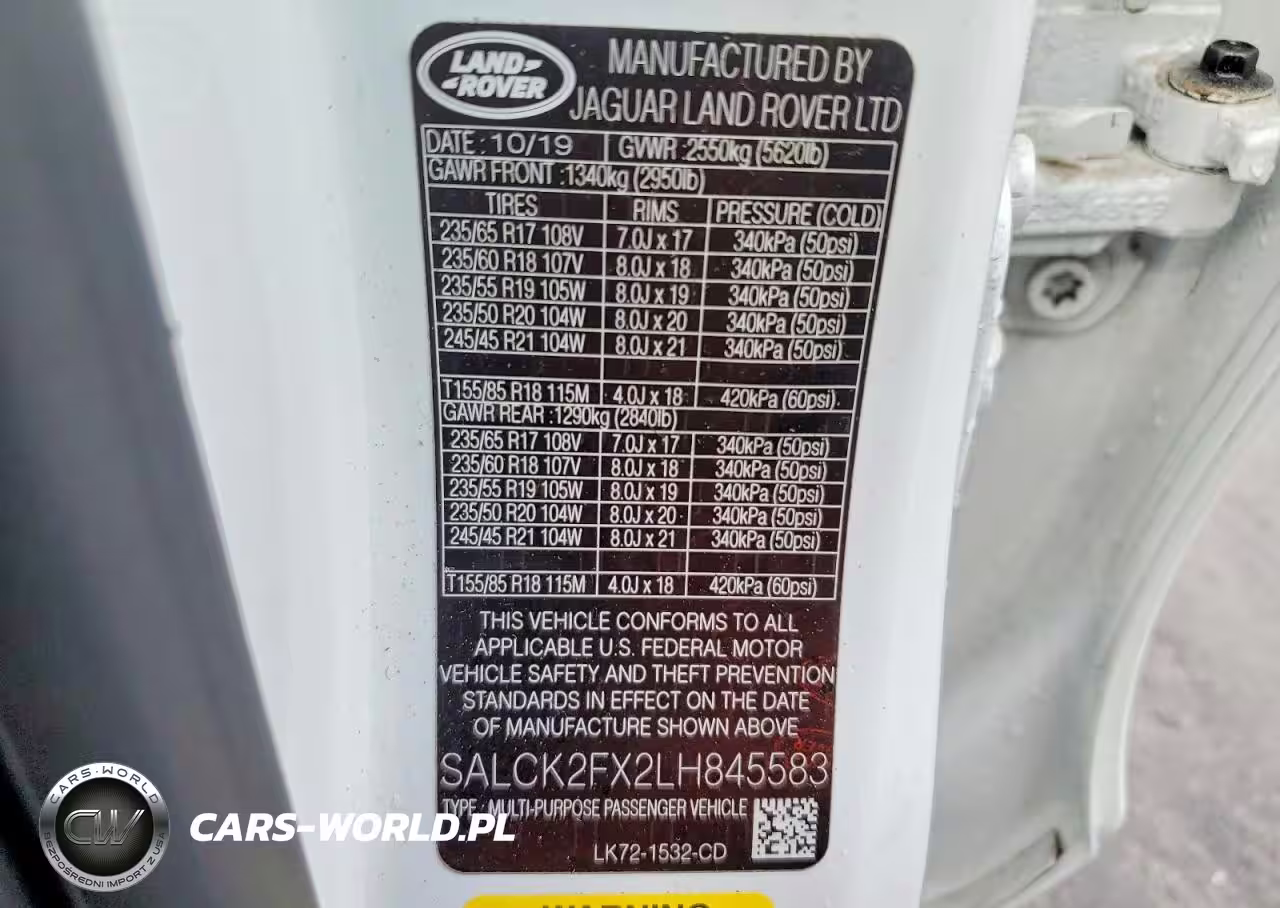 LAND ROVER
MANUFACTURED BY
JAGUAR LAND ROVER LTD
DATE : 10/19 GVWR : 2550kg (5620lb)
GAWR FRONT : 1340kg (2950lb)
TIRES RIMS PRESSURE (COLD)
235/65 R17 108V 7.0J x 17 340kPa (50psi)
235/60 R18 107V 8.0J x 18 340kPa (50psi)
235/55 R19 105W 8.0J x 19 340kPa (50psi)
235/50 R20 104W 8.0J x 20 340kPa (50psi)
245/45 R21 104W 8.0J x 21 340kPa (50psi)
T155/85 R18 115M 4.0J x 18 420kPa (60psi)
GAWR REAR : 1290kg (2840lb)
235/65 R17 108V 7.0J x 17 340kPa (50psi)
235/60 R18 107V 8.0J x 18 340kPa (50psi)
235/55 R19 105W 8.0J x 19 340kPa (50psi)
235/50 R20 104W 8.0J x 20 340kPa (50psi)
245/45 R21 104W 8.0J x 21 340kPa (50psi)
T155/85 R18 115M 4.0J x 18 420kPa (60psi)
THIS VEHICLE CONFORMS TO ALL
APPLICABLE U.S. FEDERAL MOTOR
VEHICLE SAFETY AND THEFT PREVENTION
STANDARDS IN EFFECT ON THE DATE
OF MANUFACTURE SHOWN ABOVE
SALCK2FX2LH845583
TYPE : MULTI-PURPOSE PASSENGER VEHICLE
LK72-1532-CD
WARNING
CARS-WORLD
CW
BEZPOŚREDNI IMPORT Z USA
CARS-WORLD.PL